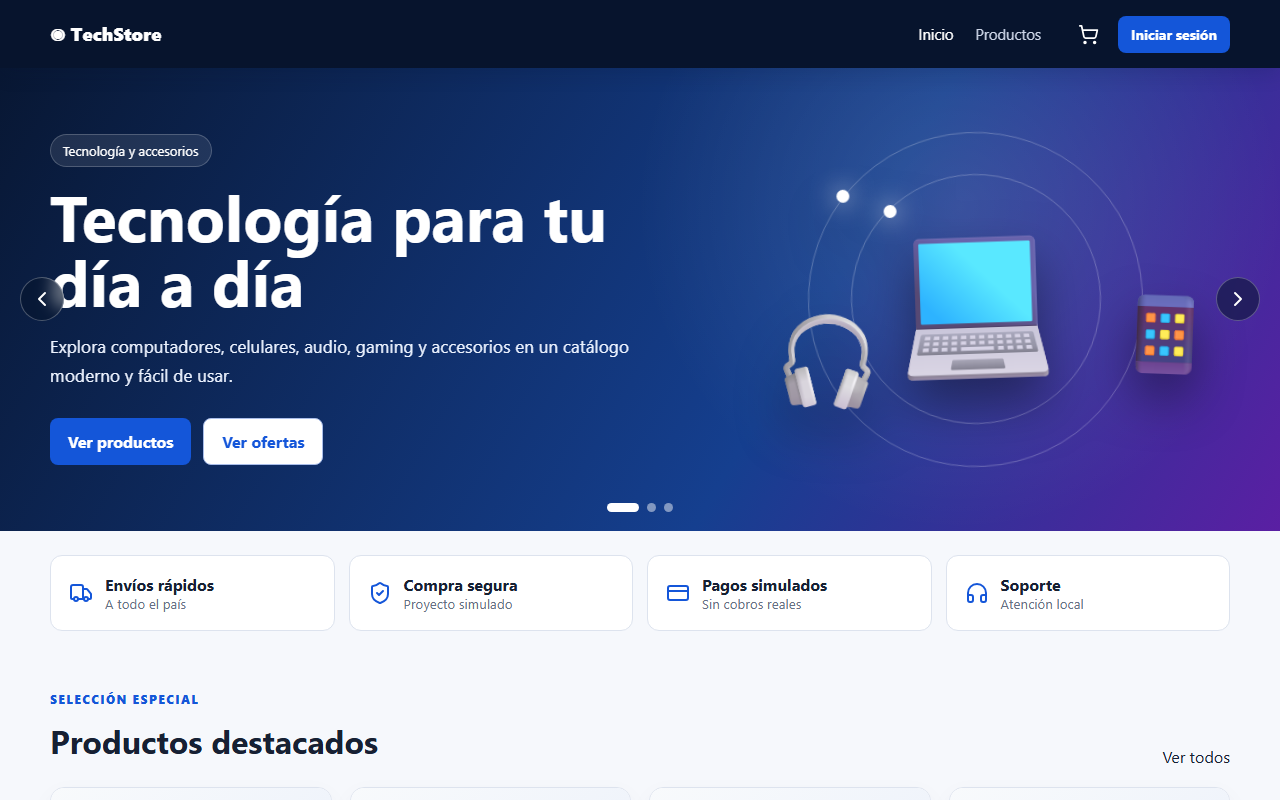 TechStore
Inicio
Productos
Iniciar sesión
Tecnología y accesorios
Tecnología para tu
día a día
Explora computadores, celulares, audio, gaming y accesorios en un catálogo
moderno y fácil de usar.
Ver productos
Ver ofertas
Envíos rápidos
A todo el país
Compra segura
Proyecto simulado
Pagos simulados
Sin cobros reales
Soporte
Atención local
SELECCIÓN ESPECIAL
Productos destacados
Ver todos